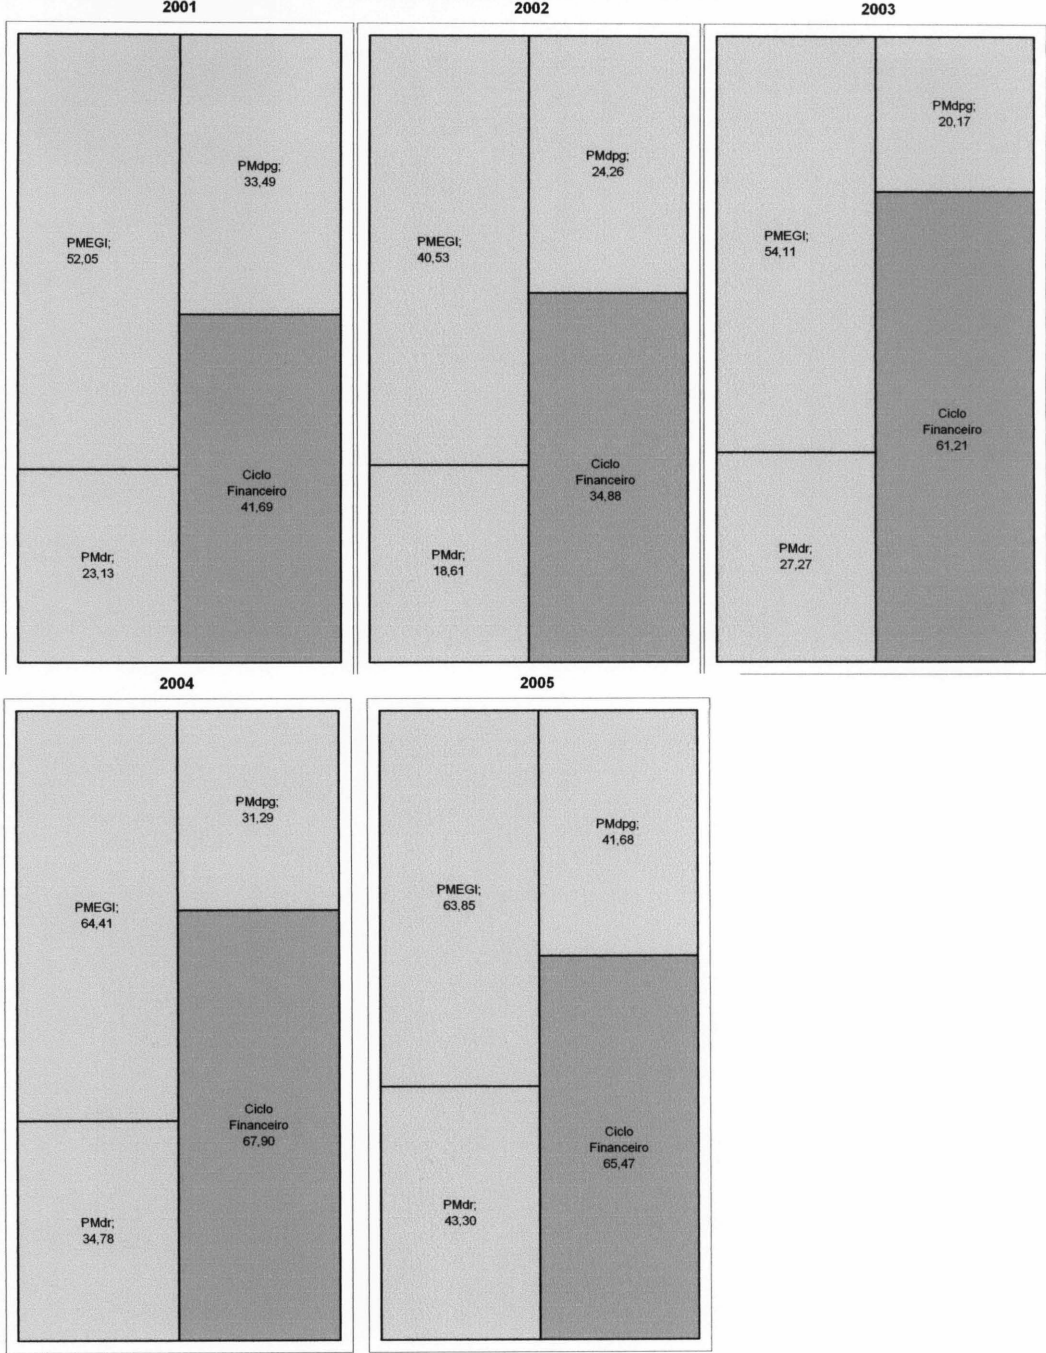 2001
PMEGI;
52,05
PMdr;
23,13
PMdpg;
33,49
Ciclo
Financeiro
41,69
2002
PMEGI;
40,53
PMdr;
18,61
PMdpg;
24,26
Ciclo
Financeiro
34,88
2003
PMEGI;
54,11
PMdr;
27,27
PMdpg;
20,17
Ciclo
Financeiro
61,21
2004
PMEGI;
64,41
PMdr;
34,78
PMdpg;
31,29
Ciclo
Financeiro
67,90
2005
PMEGI;
63,85
PMdr;
43,30
PMdpg;
41,68
Ciclo
Financeiro
65,47